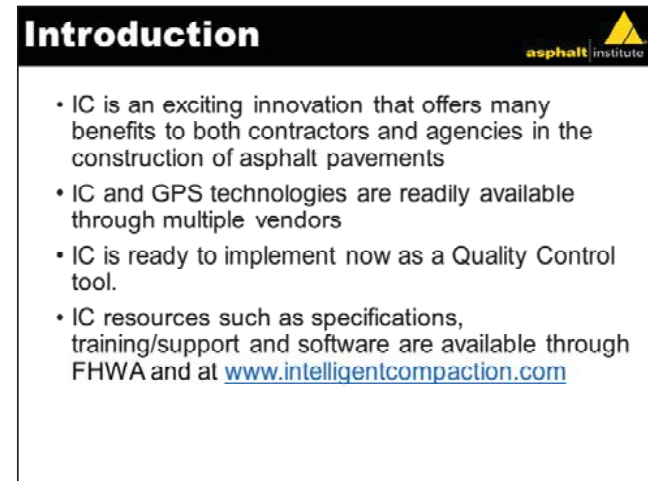 Introduction
asphalt institute
• IC is an exciting innovation that offers many
benefits to both contractors and agencies in the
construction of asphalt pavements
• IC and GPS technologies are readily available
through multiple vendors
• IC is ready to implement now as a Quality Control
tool.
• IC resources such as specifications,
training/support and software are available through
FHWA and at www.intelligentcompaction.com